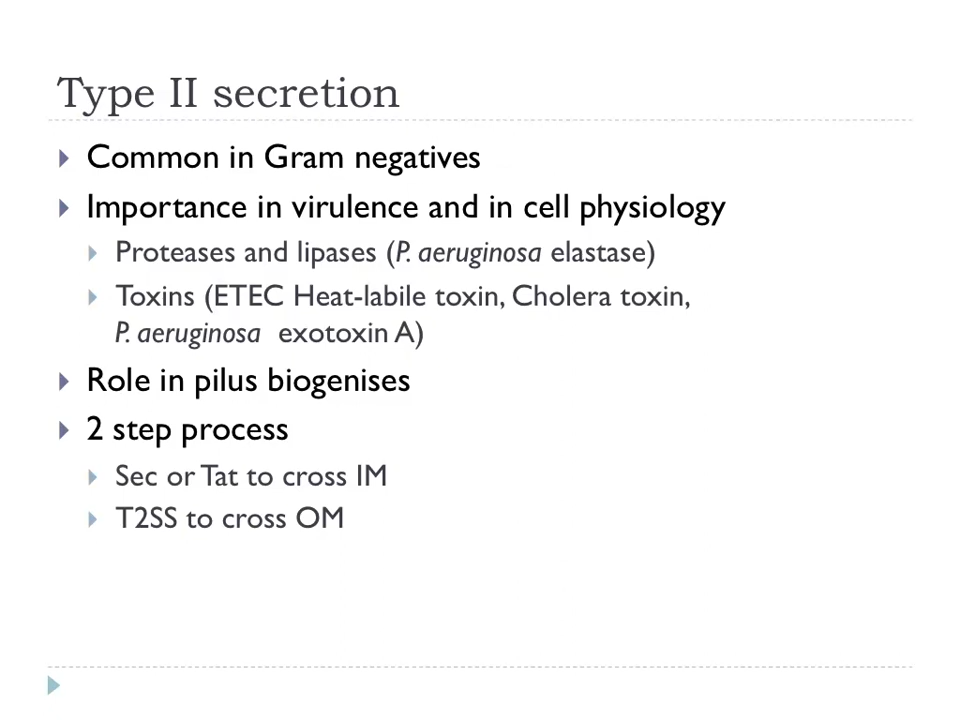 Type II secretion
Common in Gram negatives
Importance in virulence and in cell physiology
Proteases and lipases (P. aeruginosa elastase)
Toxins (ETEC Heat-labile toxin, Cholera toxin,
P. aeruginosa exotoxin A)
Role in pilus biogenises
2 step process
Sec or Tat to cross IM
T2SS to cross OM